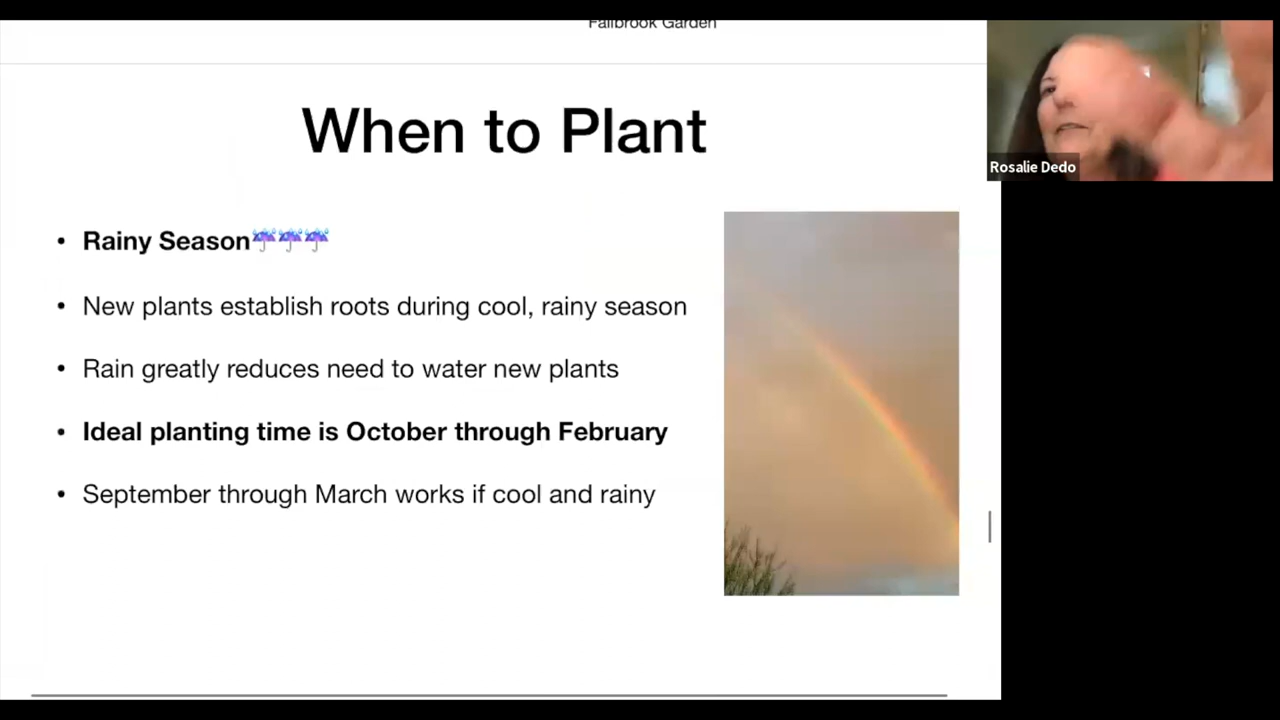 Fallbrook Garden
When to Plant
Rosalie Dedo
• Rainy Season☔☔☔
• New plants establish roots during cool, rainy season
• Rain greatly reduces need to water new plants
• Ideal planting time is October through February
• September through March works if cool and rainy